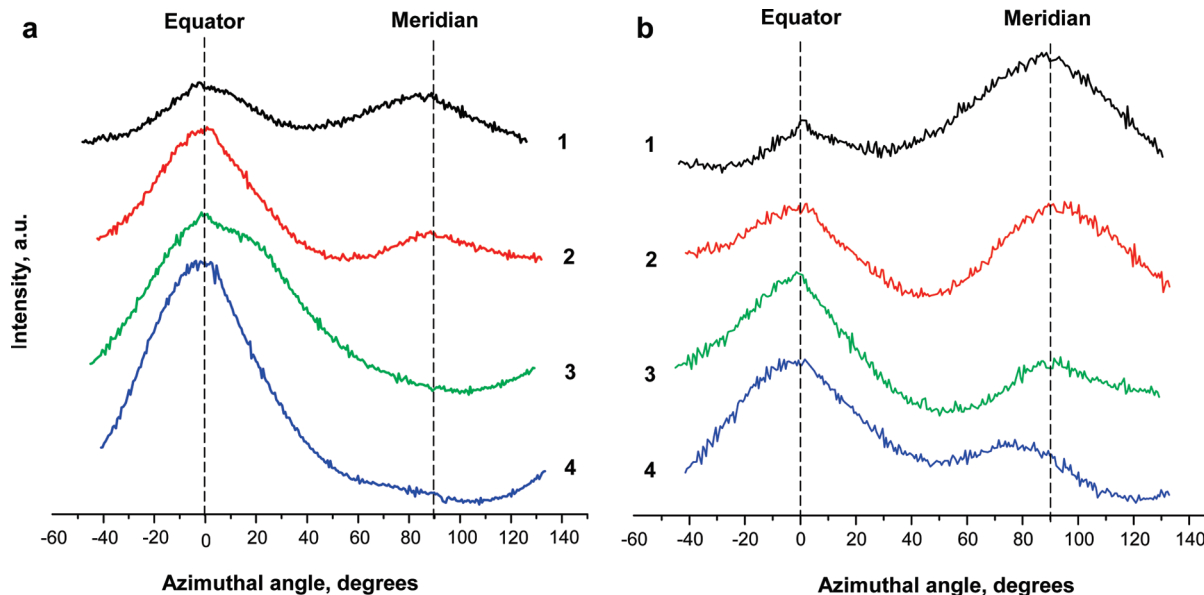 a
Equator
Meridian
1
2
3
4
Intensity, a.u.
-60 -40 -20 0 20 40 60 80 100 120 140
Azimuthal angle, degrees
b
Equator
Meridian
1
2
3
4
-60 -40 -20 0 20 40 60 80 100 120 140
Azimuthal angle, degrees